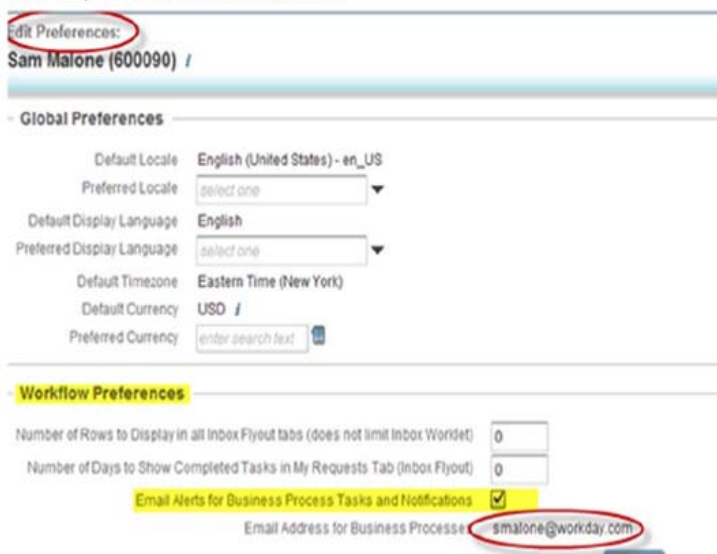 Edit Preferences:
Sam Malone (600090) i
Global Preferences
Default Locale English (United States) - en_US
Preferred Locale select one
Default Display Language English
Preferred Display Language select one
Default Timezone Eastern Time (New York)
Default Currency USD i
Preferred Currency enter search text
Workflow Preferences
Number of Rows to Display in all Inbox Flyout tabs (does not limit Inbox Worklet) 0
Number of Days to Show Completed Tasks in My Requests Tab (Inbox Flyout) 0
Email Alerts for Business Process Tasks and Notifications
Email Address for Business Processes smalone@workday.com